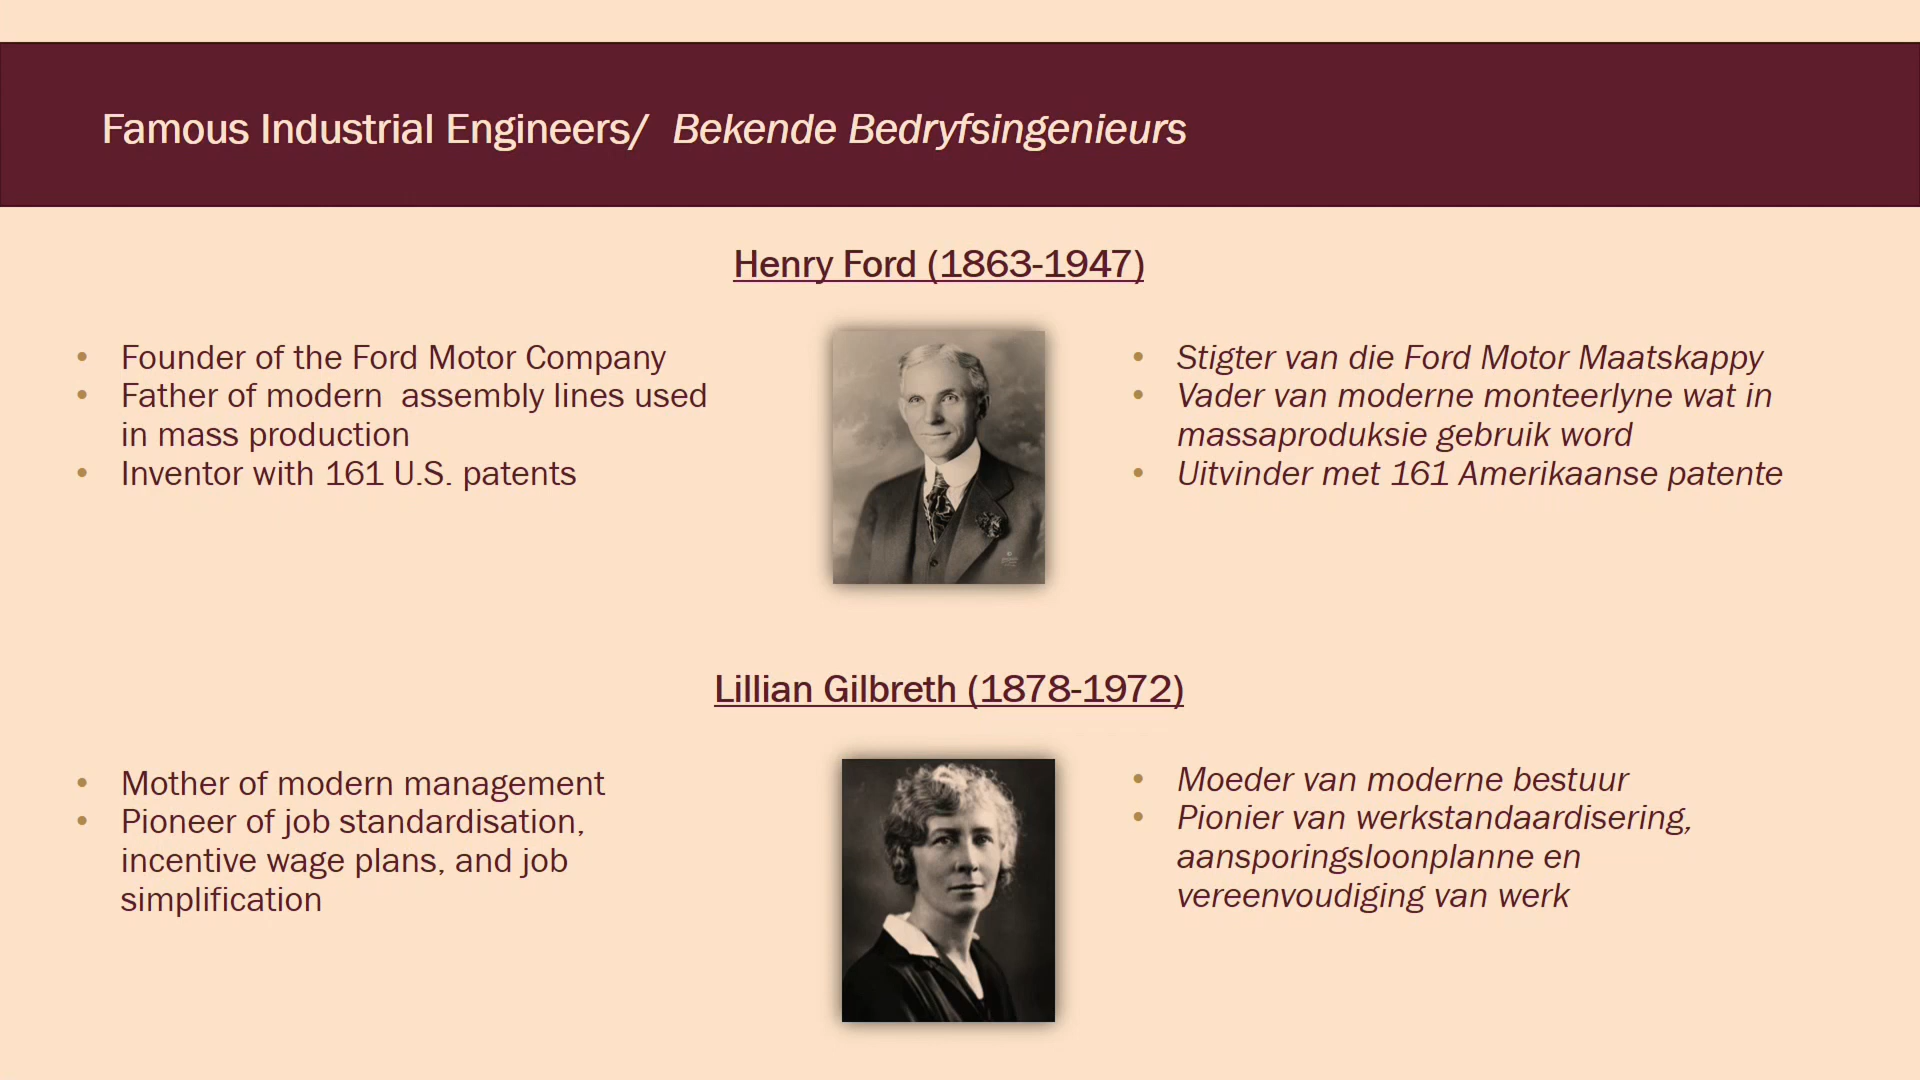 Famous Industrial Engineers/  Bekende Bedryfsingenieurs
Henry Ford (1863-1947)
• Founder of the Ford Motor Company
• Father of modern  assembly lines used
in mass production
• Inventor with 161 U.S. patents
• Stigter van die Ford Motor Maatskappy
• Vader van moderne monteerlyne wat in
massaproduksie gebruik word
• Uitvinder met 161 Amerikaanse patente
Lillian Gilbreth (1878-1972)
• Mother of modern management
• Pioneer of job standardisation,
incentive wage plans, and job
simplification
• Moeder van moderne bestuur
• Pionier van werkstandaardisering,
aansporingsloonplanne en
vereenvoudiging van werk